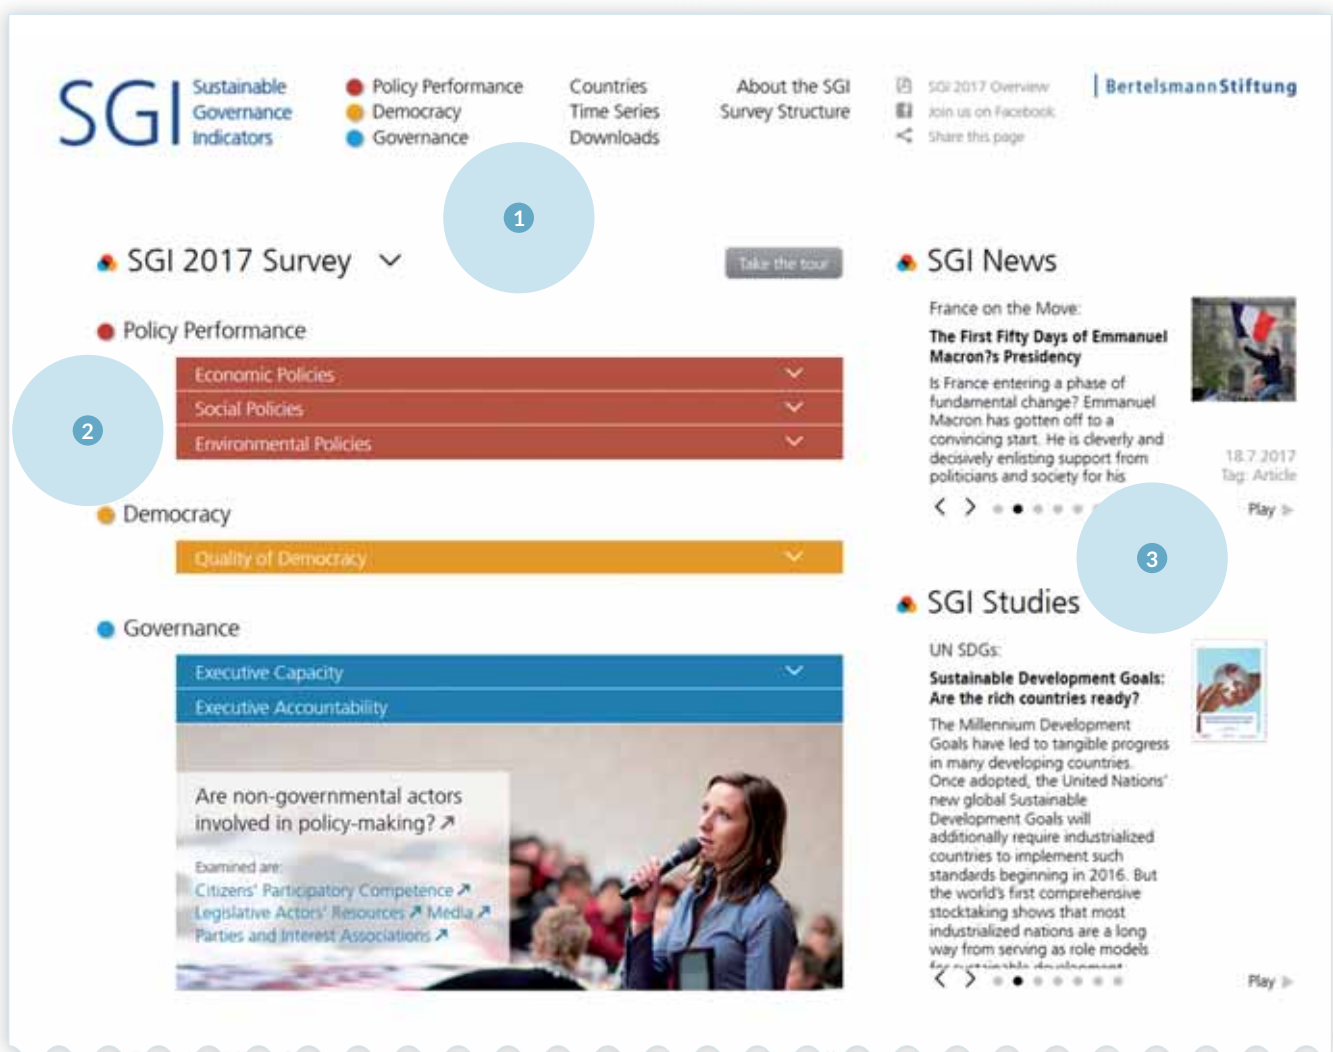 SGI
Sustainable
Governance
Indicators
Policy Performance
Democracy
Governance
Countries
Time Series
Downloads
About the SGI
Survey Structure
SGI 2017 Overview
Join us on Facebook
Share this page
BertelsmannStiftung
1
SGI 2017 Survey
Take the tour
Policy Performance
Economic Policies
Social Policies
Environmental Policies
2
Democracy
Quality of Democracy
Governance
Executive Capacity
Executive Accountability
Are non-governmental actors
involved in policy-making?
Examined are:
Citizens' Participatory Competence
Legislative Actors' Resources Media
Parties and Interest Associations
SGI News
France on the Move:
The First Fifty Days of Emmanuel
Macron?s Presidency
Is France entering a phase of
fundamental change? Emmanuel
Macron has gotten off to a
convincing start. He is cleverly and
decisively enlisting support from
politicians and society for his
18.7.2017
Tag: Article
Play
3
SGI Studies
UN SDGs:
Sustainable Development Goals:
Are the rich countries ready?
The Millennium Development
Goals have led to tangible progress
in many developing countries.
Once adopted, the United Nations'
new global Sustainable
Development Goals will
additionally require industrialized
countries to implement such
standards beginning in 2016. But
the world's first comprehensive
stocktaking shows that most
industrialized nations are a long
way from serving as role models
for sustainable development
Play